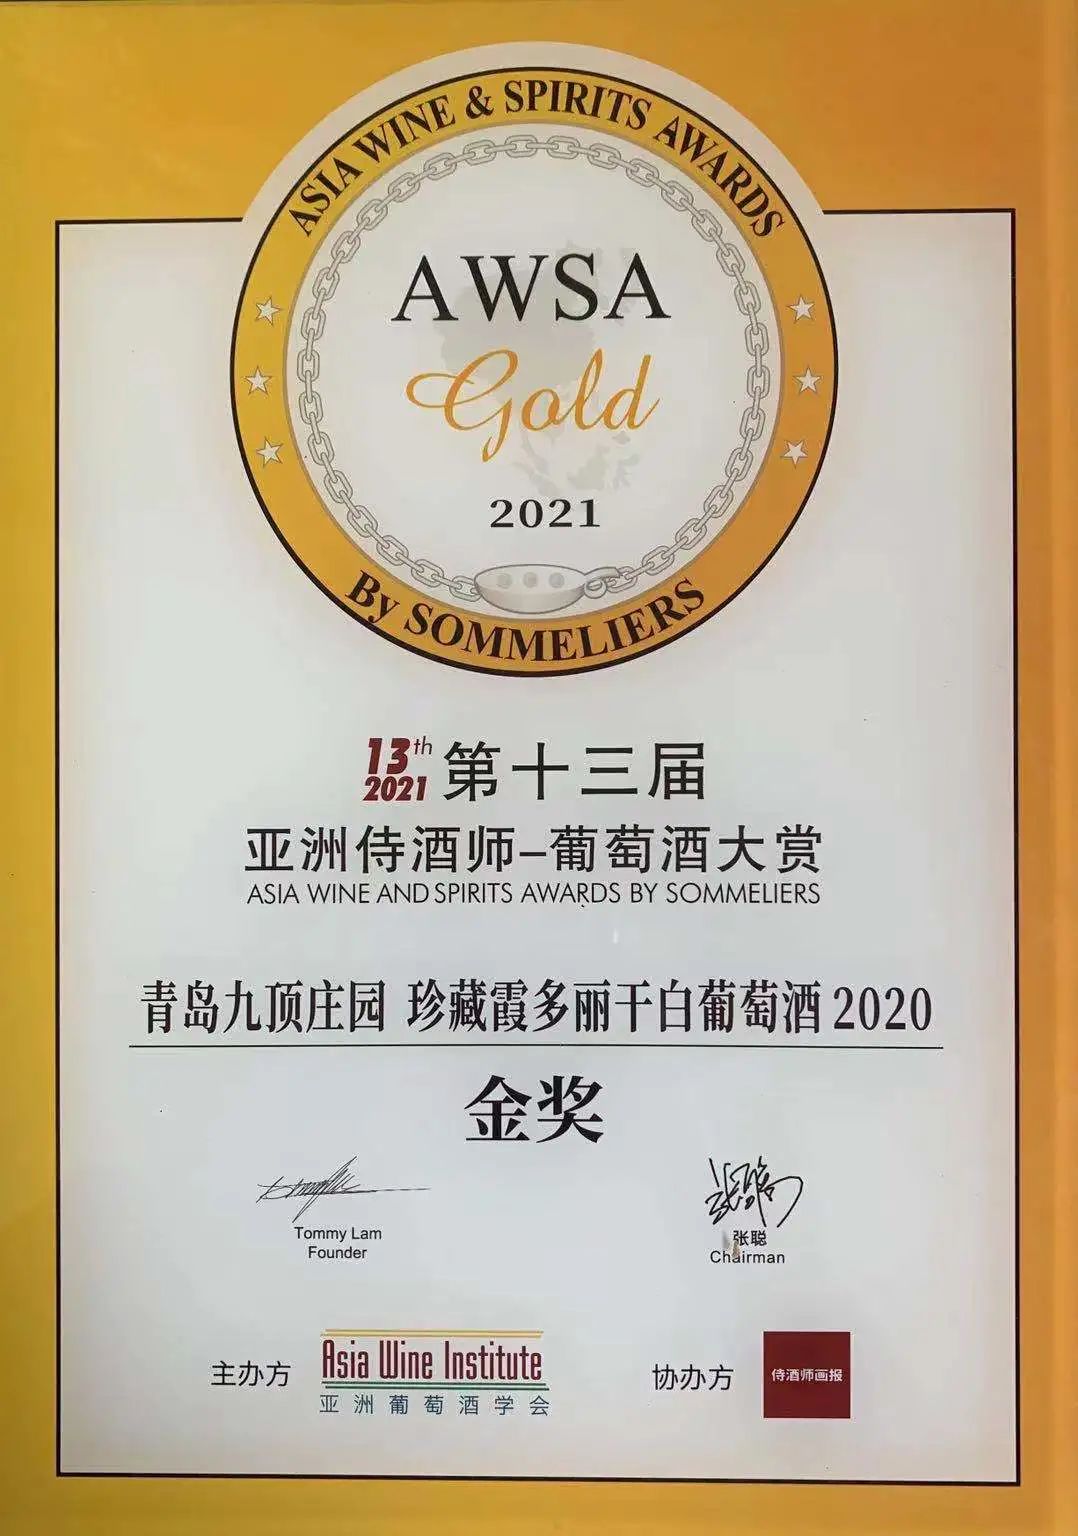 ASIA WINE & SPIRITS AWARDS
AWSA
Gold
2021
By SOMMELIERS
13th 2021 第十三届
亚洲侍酒师-葡萄酒大赏
ASIA WINE AND SPIRITS AWARDS BY SOMMELIERS
青岛九顶庄园 珍藏霞多丽干白葡萄酒2020
金奖
Tommy Lam
Founder
张聪
Chairman
主办方
Asia Wine Institute
亚洲葡萄酒学会
协办方
侍酒师画报